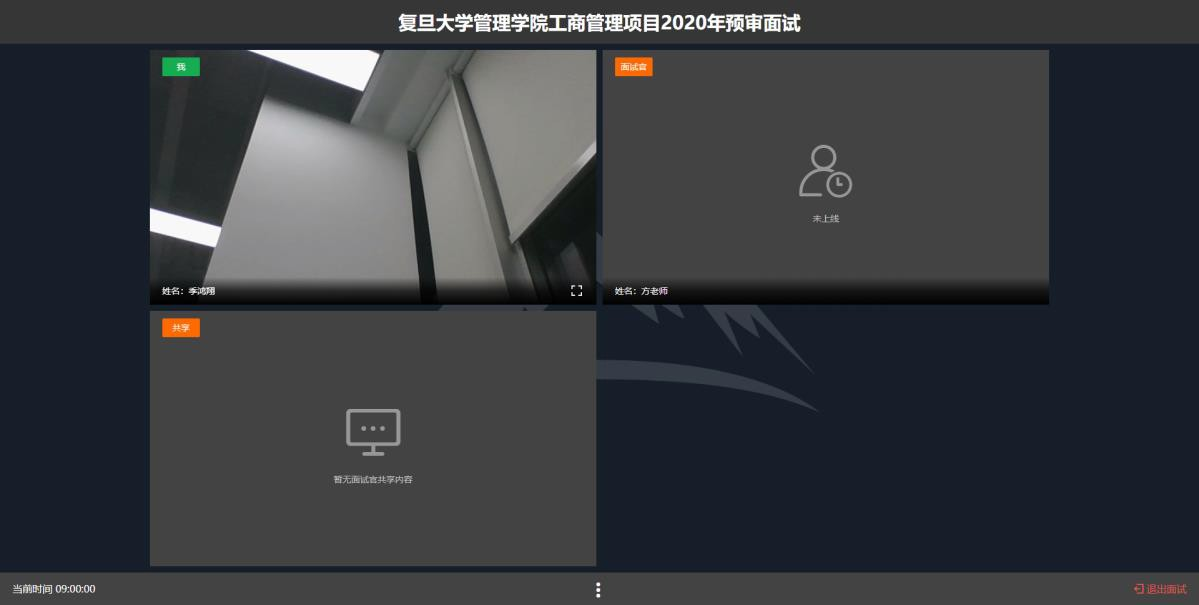 复旦大学管理学院工商管理项目2020年预审面试
我
面试官
未上线
姓名：季鸿翔
姓名：方老师
共享
暂无面试官共享内容
当前时间 09:00:00
退出面试